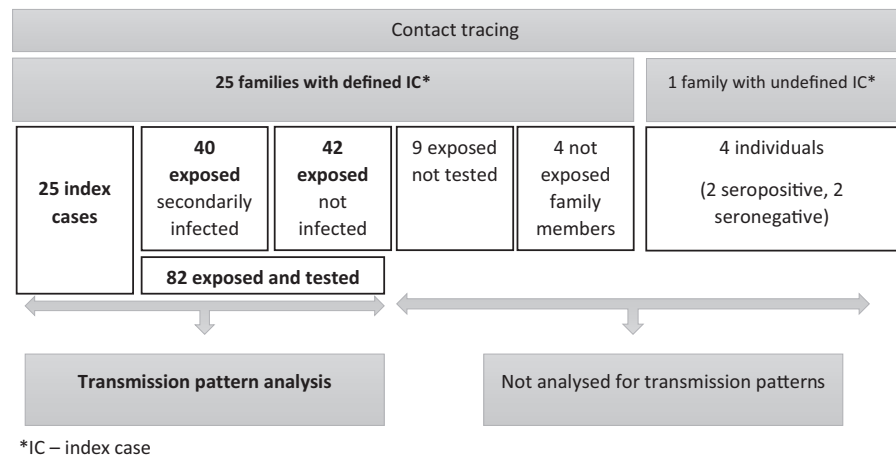 Contact tracing
25 families with defined IC*
1 family with undefined IC*
25 index
cases
40
exposed
secondarily
infected
42
exposed
not
infected
9 exposed
not tested
4 not
exposed
family
members
4 individuals
(2 seropositive, 2
seronegative)
82 exposed and tested
Transmission pattern analysis
Not analysed for transmission patterns
*IC – index case